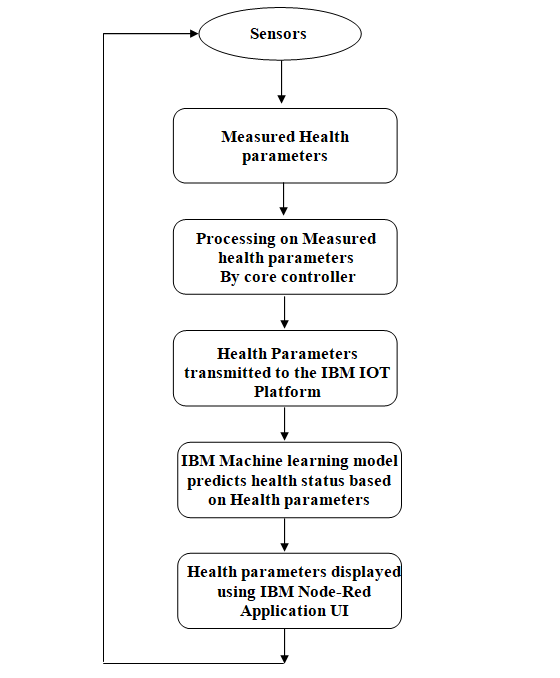 Sensors
Measured Health
parameters
Processing on Measured
health parameters
By core controller
Health Parameters
transmitted to the IBM IOT
Platform
IBM Machine learning model
predicts health status based
on Health parameters
Health parameters displayed
using IBM Node-Red
Application UI